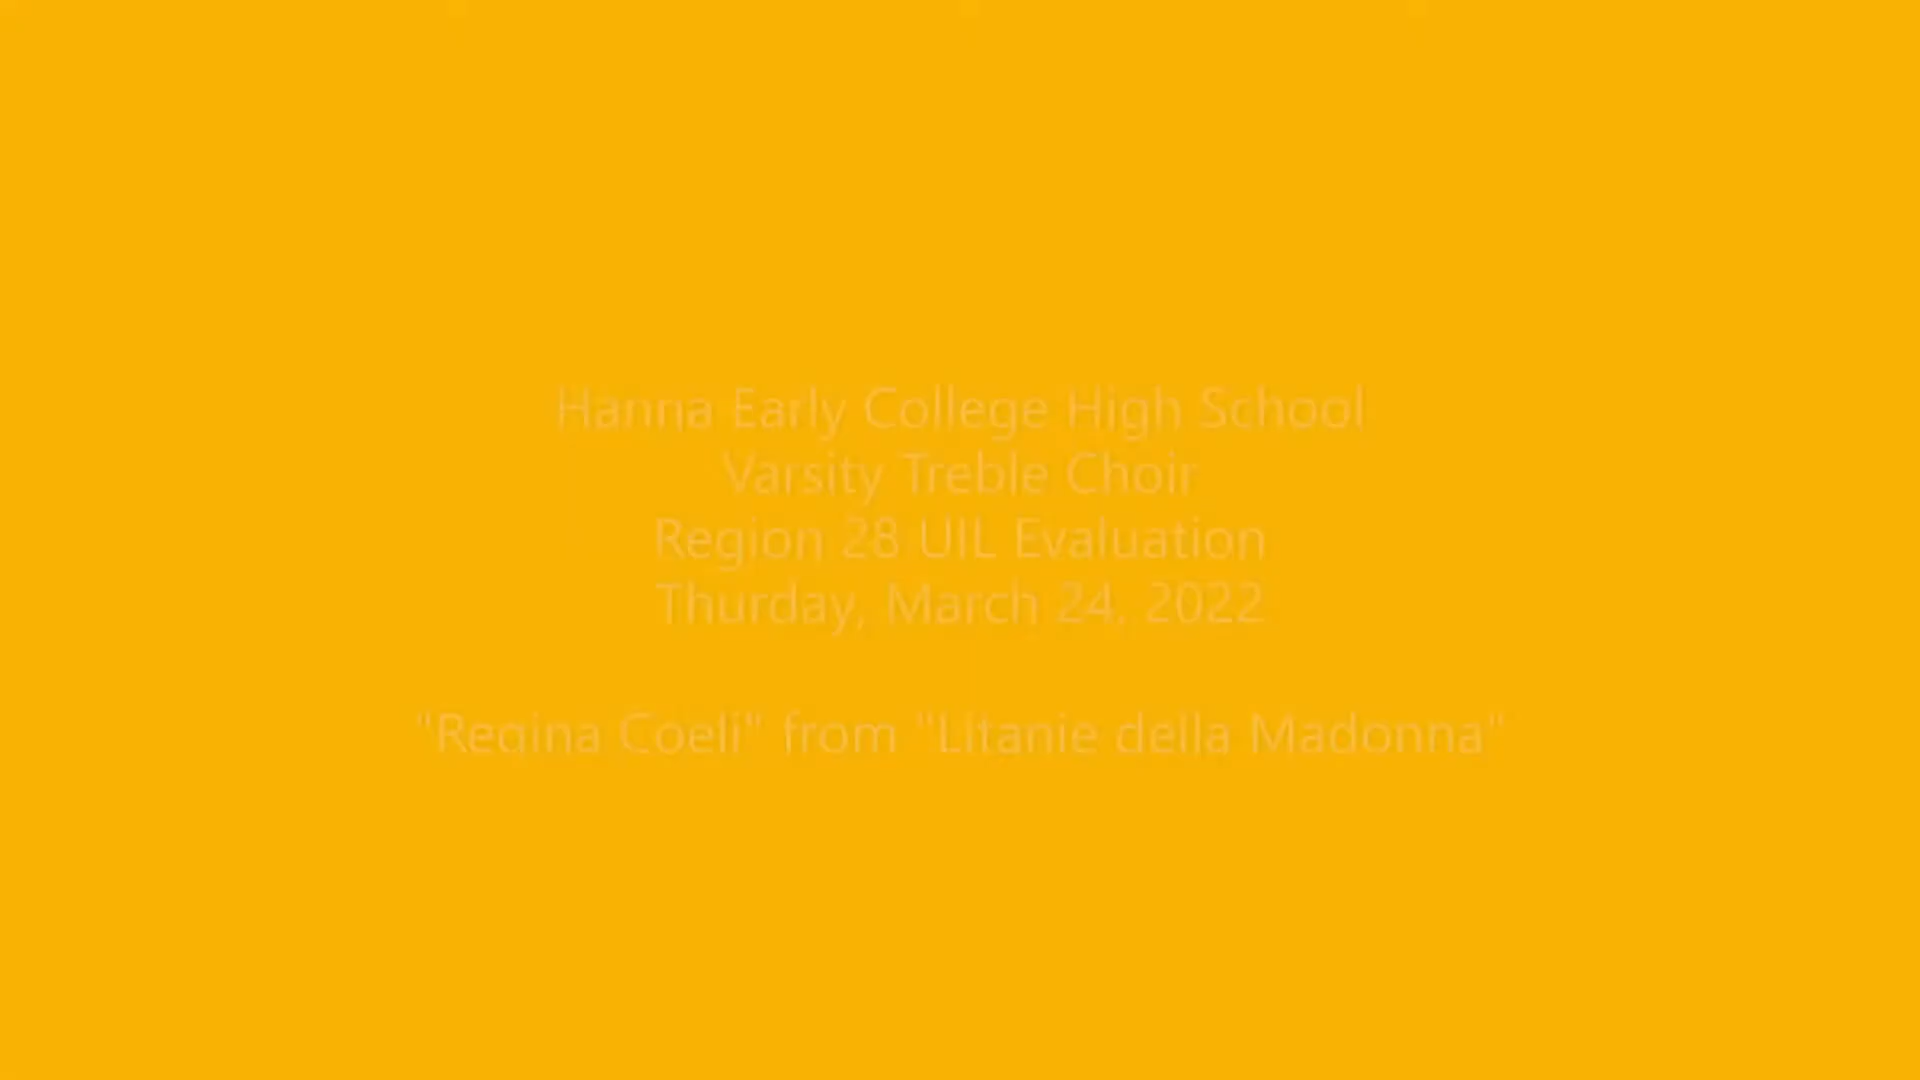 Hanna Early College High School
Varsity Treble Choir
Region 28 UIL Evaluation
Thurday, March 24, 2022
"Regina Coeli" from "Litanie della Madonna"